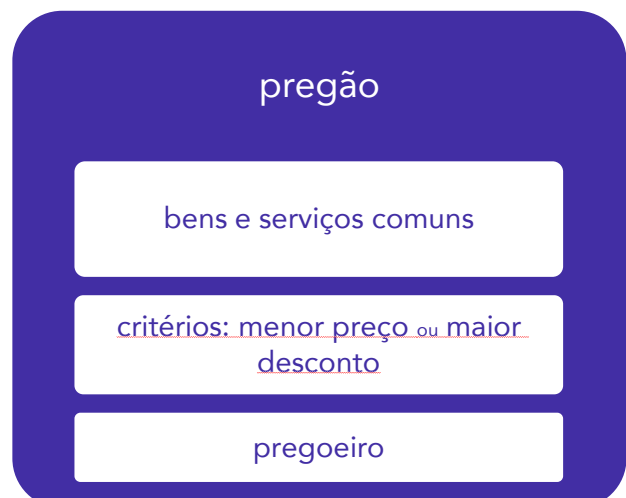 pregão
bens e serviços comuns
critérios: menor preço ou maior
desconto
pregoeiro